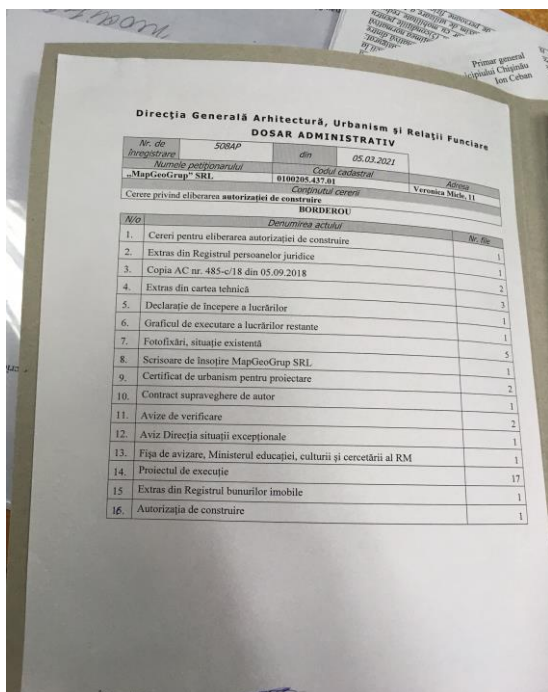 Primar general
Ion Ceban
Direcția Generală Arhitectură, Urbanism și Relații Funciare
DOSAR ADMINISTRATIV
Nr. de înregistrare 508AP din 05.03.2021
Numele petiționarului Codul cadastral Adresa
„MapGeoGrup” SRL 0100205.437.01 Veronica Micle, 11
Conținutul cererii
Cerere privind eliberarea autorizației de construire
BORDEROU
N/o Denumirea actului Nr. file
1. Cereri pentru eliberarea autorizației de construire 1
2. Extras din Registrul persoanelor juridice 1
3. Copia AC nr. 485-c/18 din 05.09.2018 2
4. Extras din cartea tehnică 3
5. Declarație de începere a lucrărilor 1
6. Graficul de executare a lucrărilor restante 1
7. Fotofixări, situație existentă 5
8. Scrisoare de însoțire MapGeoGrup SRL 1
9. Certificat de urbanism pentru proiectare 2
10. Contract supraveghere de autor 1
11. Avize de verificare 2
12. Aviz Direcția situații excepționale 1
13. Fișa de avizare, Ministerul educației, culturii și cercetării al RM 1
14. Proiectul de execuție 17
15 Extras din Registrul bunurilor imobile 1
16. Autorizația de construire 1